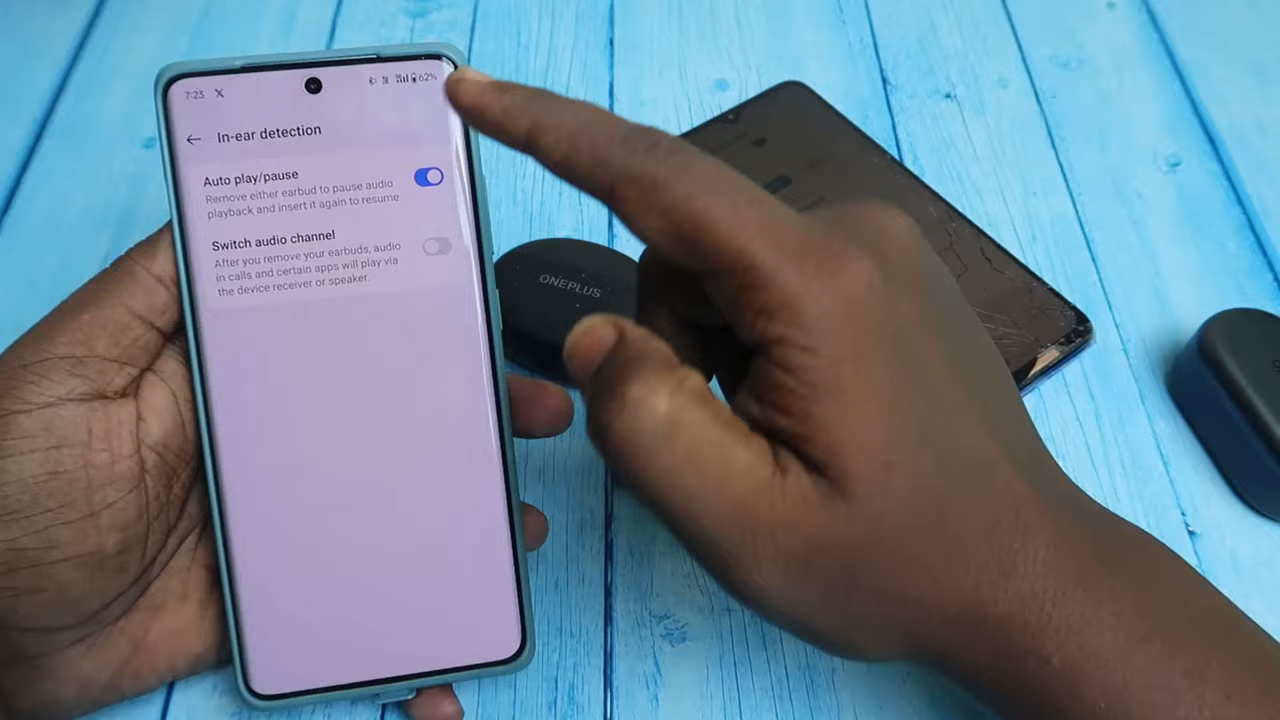 7:23 X 62%
In-ear detection
Auto play/pause
Remove either earbud to pause audio
playback and insert it again to resume
Switch audio channel
After you remove your earbuds, audio
in calls and certain apps will play via
the device receiver or speaker.
ONEPLUS